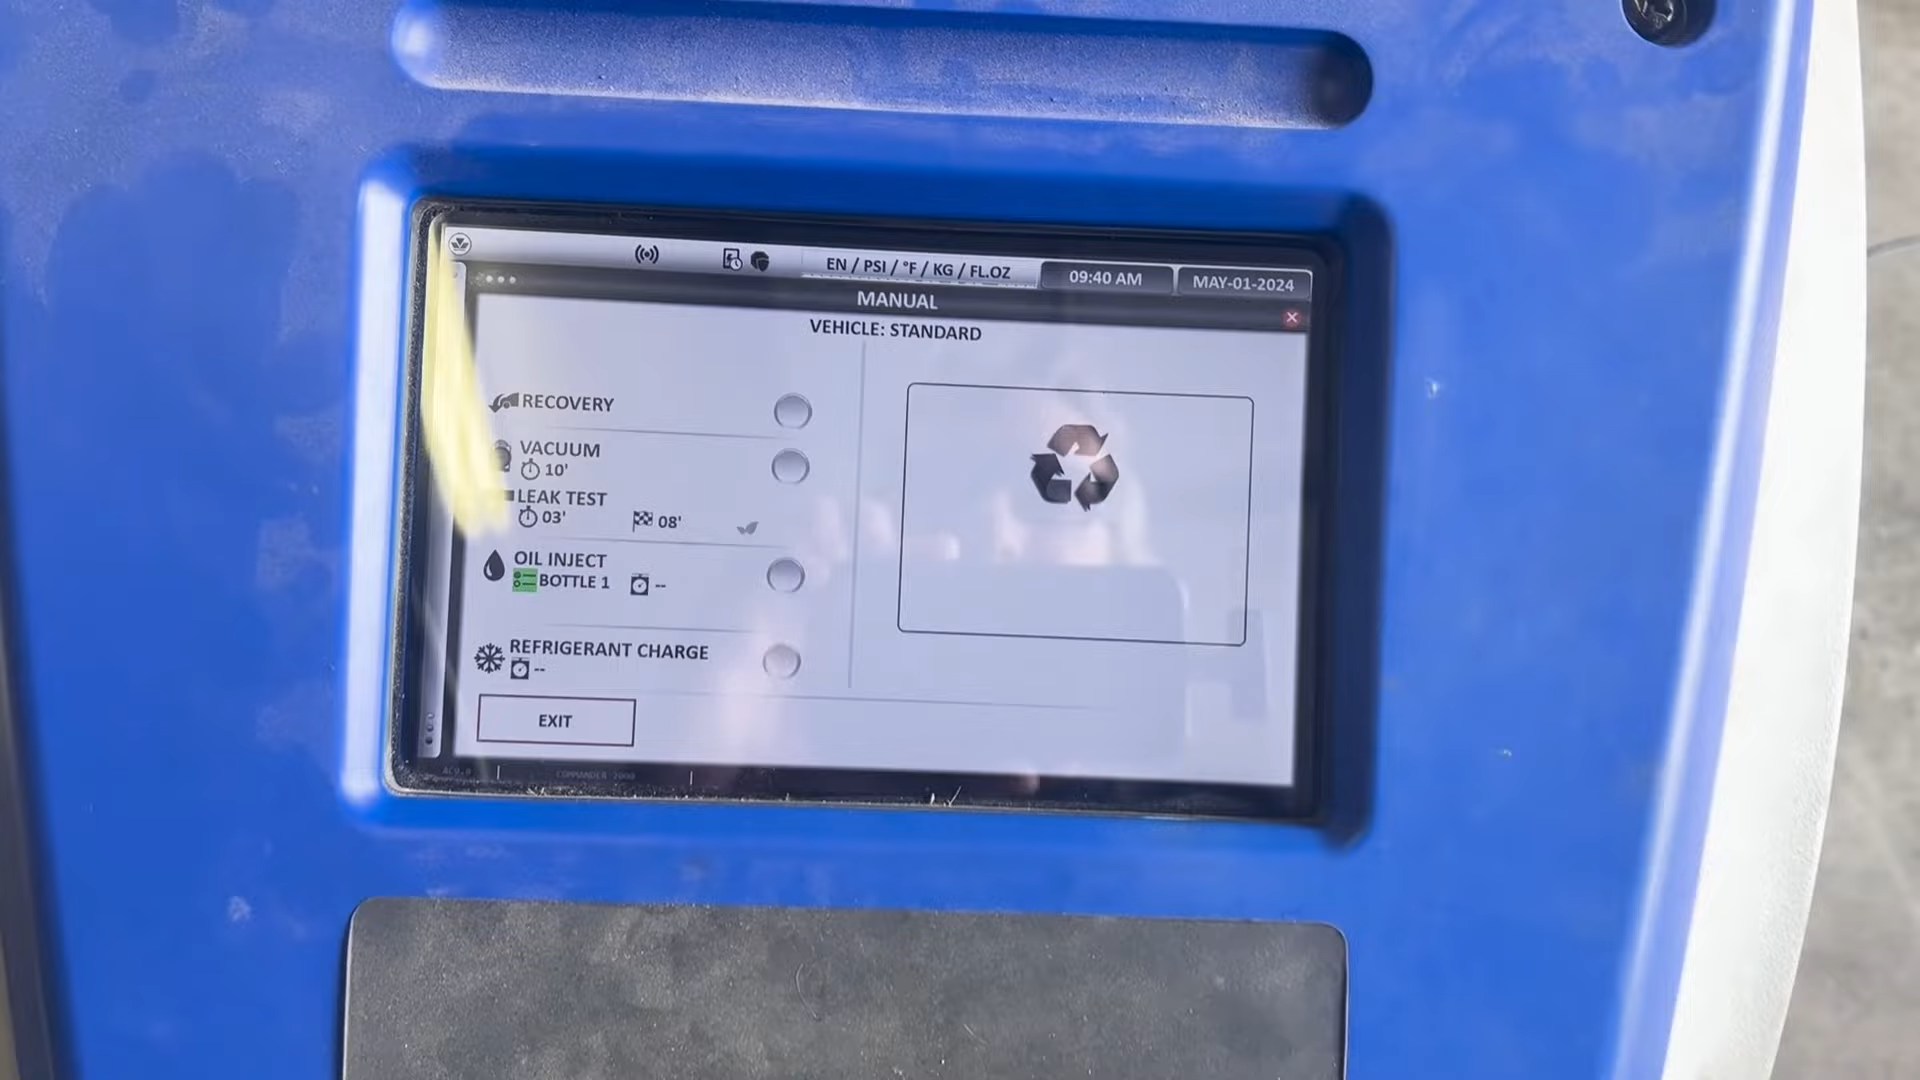 EN / PSI / °F / KG / FL.OZ
09:40 AM
MAY-01-2024
MANUAL
VEHICLE: STANDARD
RECOVERY
VACUUM
10'
LEAK TEST
03' 08'
OIL INJECT
BOTTLE 1 --
REFRIGERANT CHARGE
--
EXIT
COMMANDER